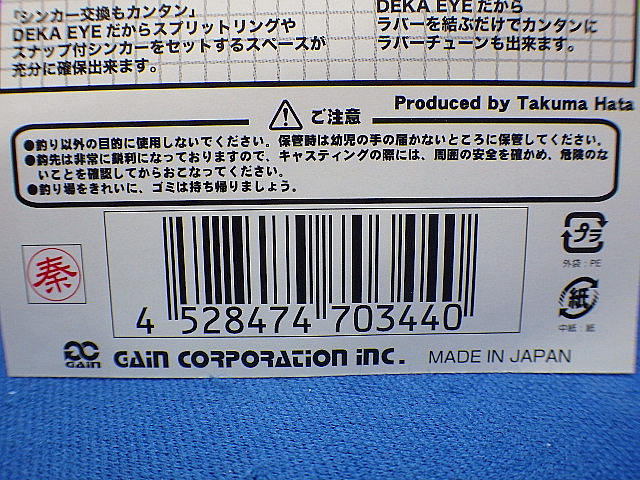 「シンカー交換もカンタン」
DEKA EYEだからスプリットリングや
スナップ付シンカーをセットするスペースが
充分に確保出来ます。
DEKA EYEだから
ラバーを結ぶだけでカンタンに
ラバーチューンも出来ます。
Produced by Takuma Hata
ご注意
●釣り以外の目的に使用しないでください。保管時は幼児の手の届かないところに保管してください。
●鈎先は非常に鋭利になっておりますので、キャスティングの際には、周囲の安全を確かめ、危険のな
いことを確認してからおこなってください。
●釣り場をきれいに、ゴミは持ち帰りましょう。
秦
4 528474 703440
プラ
外袋：PE
紙
中紙：紙
GAIN
GAIN CORPORATION INC.
MADE IN JAPAN